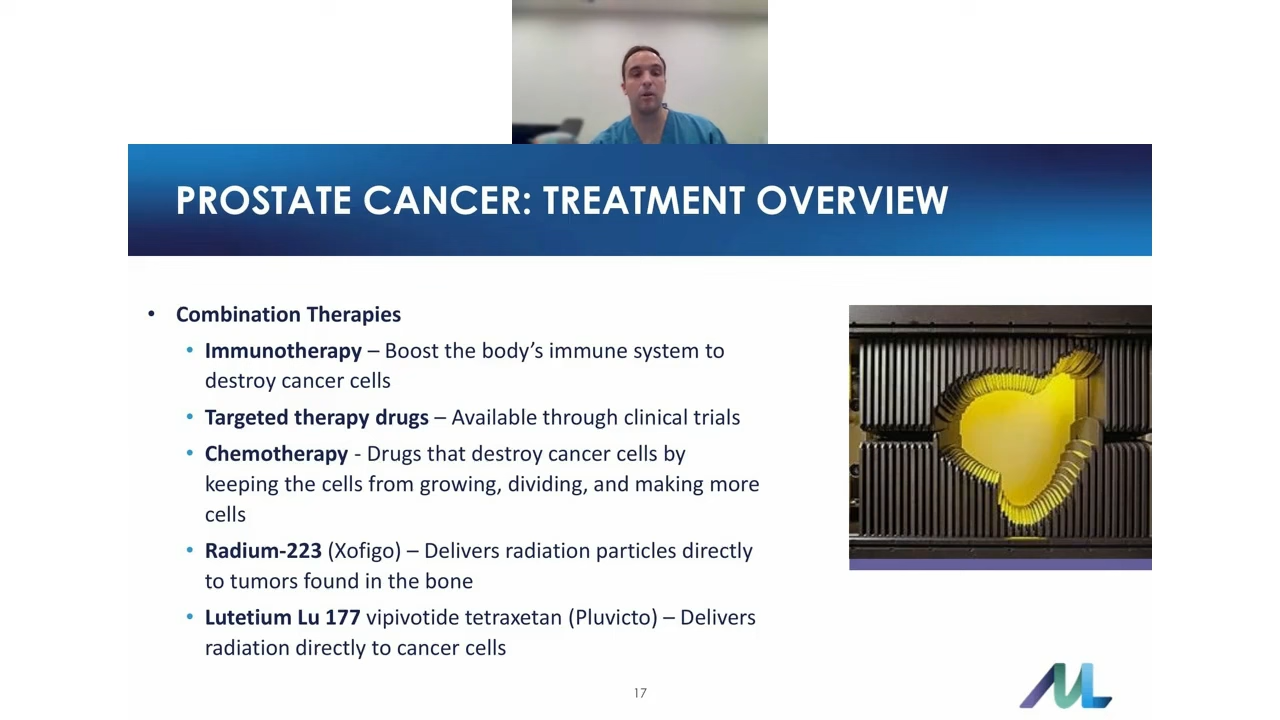 PROSTATE CANCER: TREATMENT OVERVIEW
• Combination Therapies
• Immunotherapy – Boost the body’s immune system to
destroy cancer cells
• Targeted therapy drugs – Available through clinical trials
• Chemotherapy - Drugs that destroy cancer cells by
keeping the cells from growing, dividing, and making more
cells
• Radium-223 (Xofigo) – Delivers radiation particles directly
to tumors found in the bone
• Lutetium Lu 177 vipivotide tetraxetan (Pluvicto) – Delivers
radiation directly to cancer cells
17